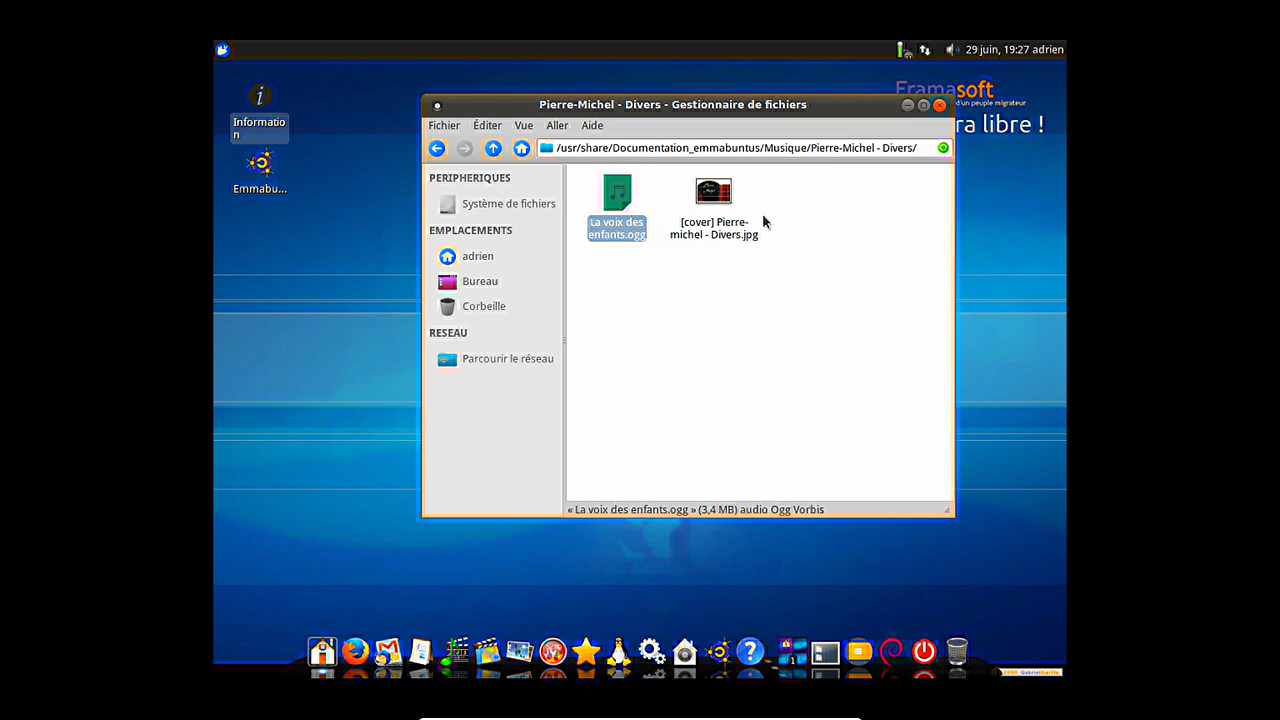 29 juin, 19:27 adrien
Framasoft
d'un peuple migrateur
ra libre !
Informatio
n
Emmabu...
Pierre-Michel - Divers - Gestionnaire de fichiers
Fichier Éditer Vue Aller Aide
/usr/share/Documentation_emmabuntus/Musique/Pierre-Michel - Divers/
PERIPHERIQUES
Système de fichiers
EMPLACEMENTS
adrien
Bureau
Corbeille
RESEAU
Parcourir le réseau
La voix des
enfants.ogg
[cover] Pierre-
michel - Divers.jpg
« La voix des enfants.ogg » (3,4 MB) audio Ogg Vorbis